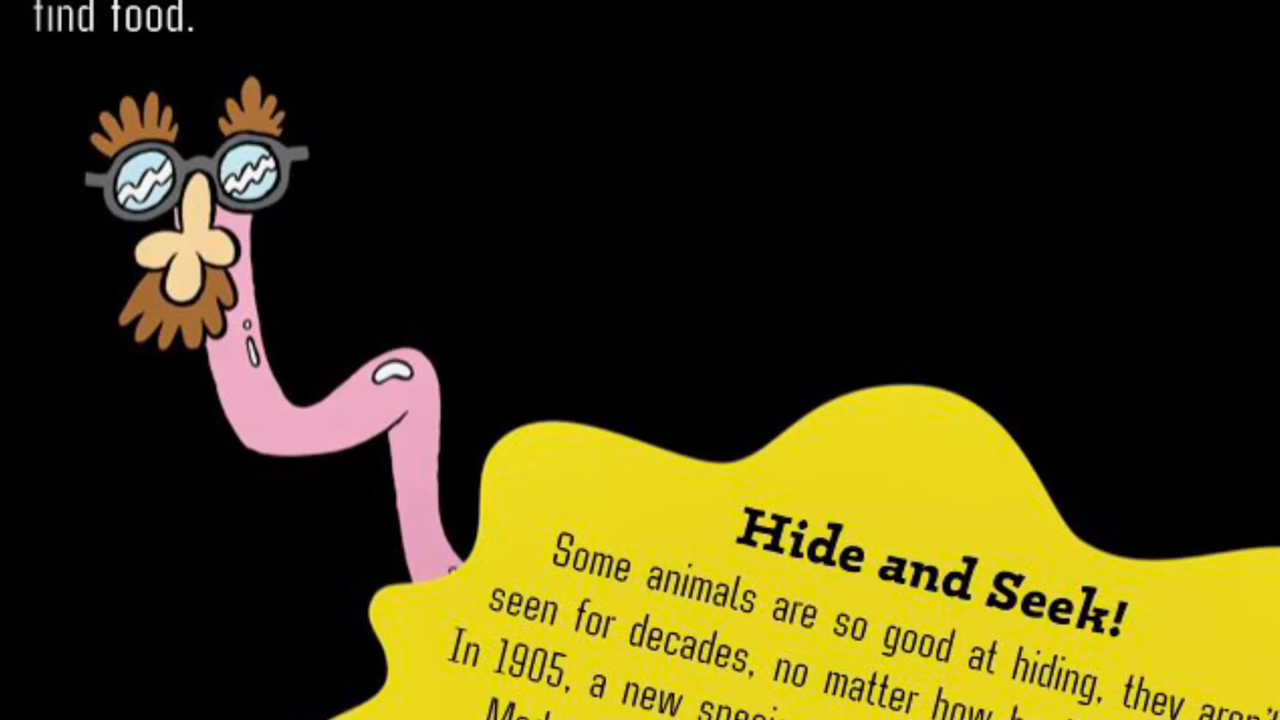 find food.
Hide and Seek!
Some animals are so good at hiding, they aren't
seen for decades, no matter how
In 1905, a new